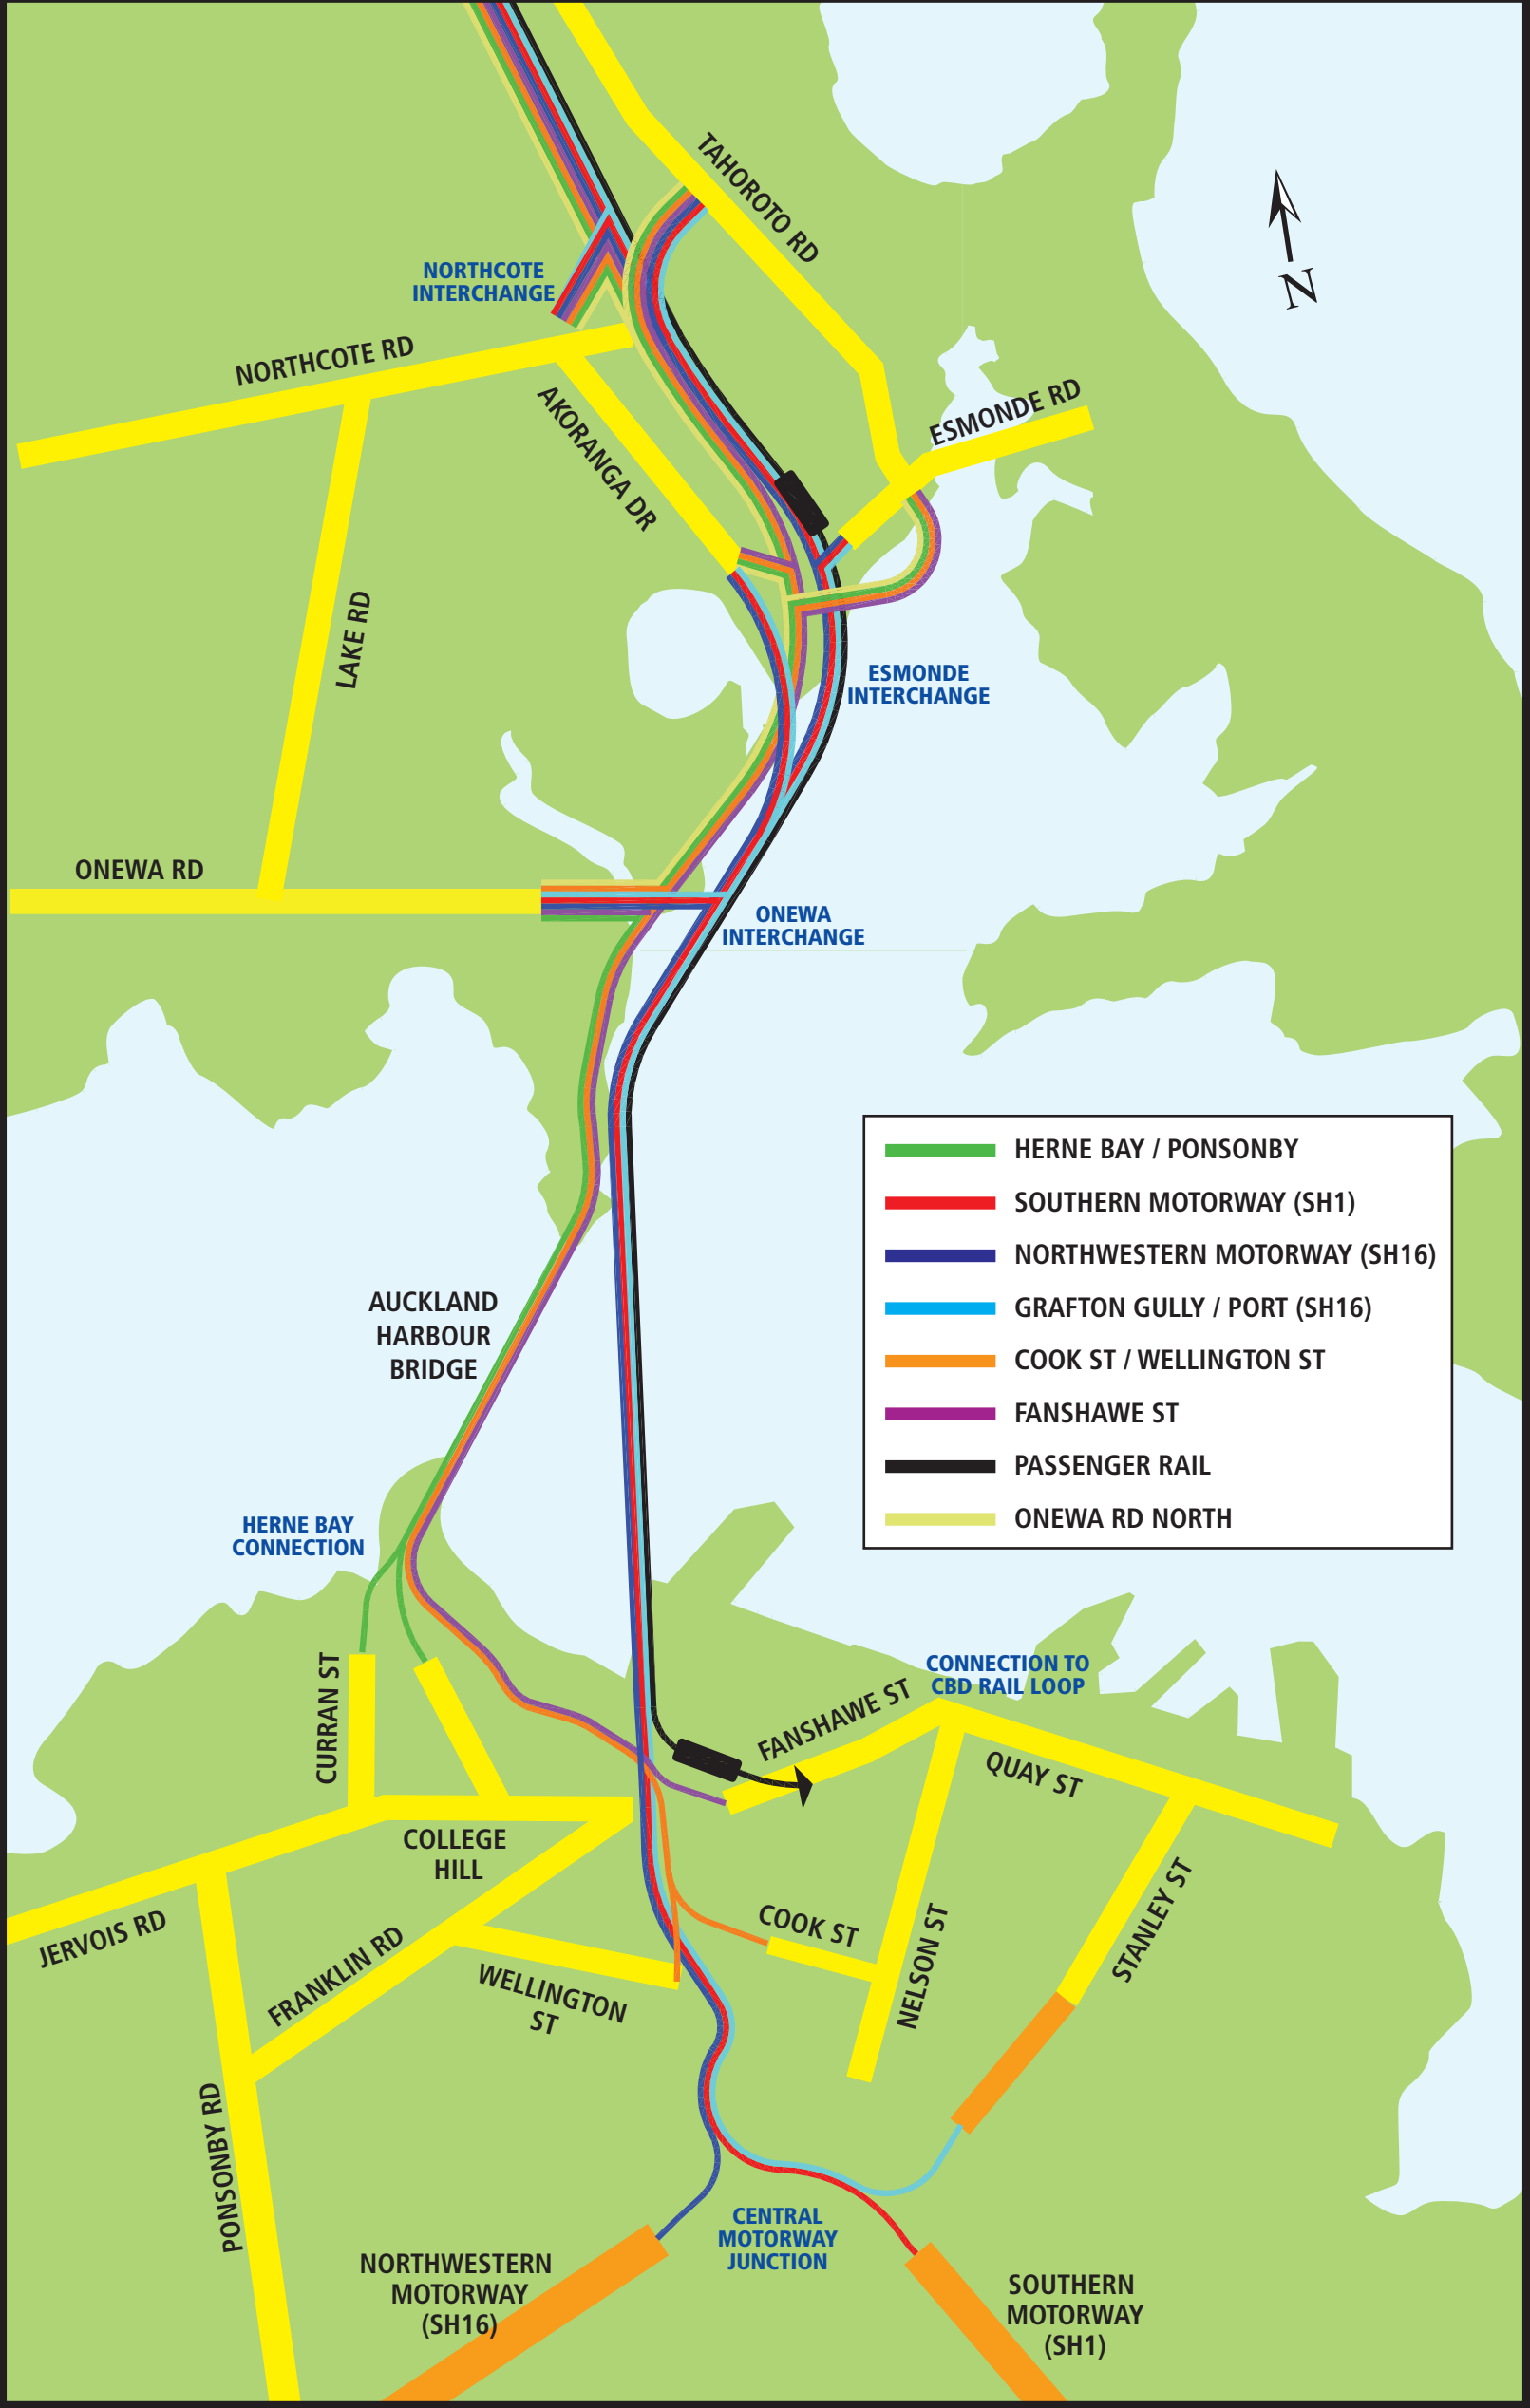 TAHOROTO RD
NORTHCOTE
INTERCHANGE
N
NORTHCOTE RD
AKORANGA DR
ESMONDE RD
LAKE RD
ESMONDE
INTERCHANGE
ONEWA RD
ONEWA
INTERCHANGE
HERNE BAY / PONSONBY
SOUTHERN MOTORWAY (SH1)
NORTHWESTERN MOTORWAY (SH16)
GRAFTON GULLY / PORT (SH16)
COOK ST / WELLINGTON ST
FANSHAWE ST
PASSENGER RAIL
ONEWA RD NORTH
AUCKLAND
HARBOUR
BRIDGE
HERNE BAY
CONNECTION
CURRAN ST
FANSHAWE ST
CONNECTION TO
CBD RAIL LOOP
QUAY ST
COLLEGE
HILL
JERVOIS RD
FRANKLIN RD
WELLINGTON
ST
COOK ST
NELSON ST
STANLEY ST
PONSONBY RD
CENTRAL
MOTORWAY
JUNCTION
NORTHWESTERN
MOTORWAY
(SH16)
SOUTHERN
MOTORWAY
(SH1)